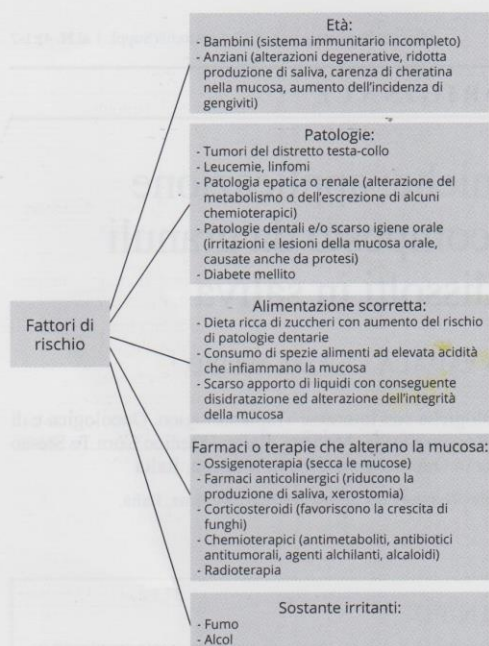 Età:
- Bambini (sistema immunitario incompleto)
- Anziani (alterazioni degenerative, ridotta
produzione di saliva, carenza di cheratina
nella mucosa, aumento dell'incidenza di
gengiviti)
Patologie:
- Tumori del distretto testa-collo
- Leucemie, linfomi
- Patologia epatica o renale (alterazione del
metabolismo o dell'escrezione di alcuni
chemioterapici)
- Patologie dentali e/o scarso igiene orale
(irritazioni e lesioni della mucosa orale,
causate anche da protesi)
- Diabete mellito
Fattori di
rischio
Alimentazione scorretta:
- Dieta ricca di zuccheri con aumento del rischio
di patologie dentarie
- Consumo di spezie alimenti ad elevata acidità
che infiammano la mucosa
- Scarso apporto di liquidi con conseguente
disidratazione ed alterazione dell'integrità
della mucosa
Farmaci o terapie che alterano la mucosa:
- Ossigenoterapia (secca le mucose)
- Farmaci anticolinergici (riducono la
produzione di saliva, xerostomia)
- Corticosteroidi (favoriscono la crescita di
funghi)
- Chemioterapici (antimetaboliti, antibiotici
antitumorali, agenti alchilanti, alcaloidi)
- Radioterapia
Sostante irritanti:
- Fumo
- Alcol